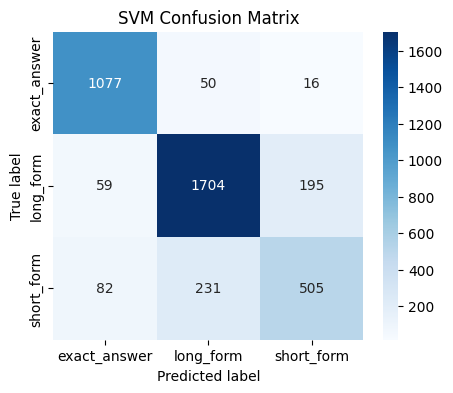 SVM Confusion Matrix
True label
exact_answer
long_form
short_form
1077 50 16
59 1704 195
82 231 505
exact_answer long_form short_form
Predicted label
1600
1400
1200
1000
800
600
400
200